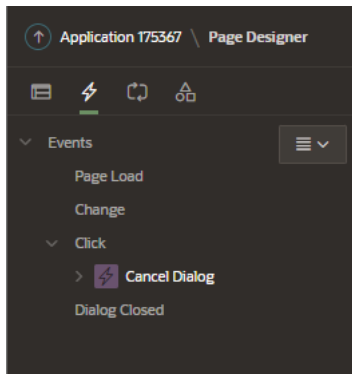 Application 175367 \ Page Designer
Events
Page Load
Change
Click
Cancel Dialog
Dialog Closed